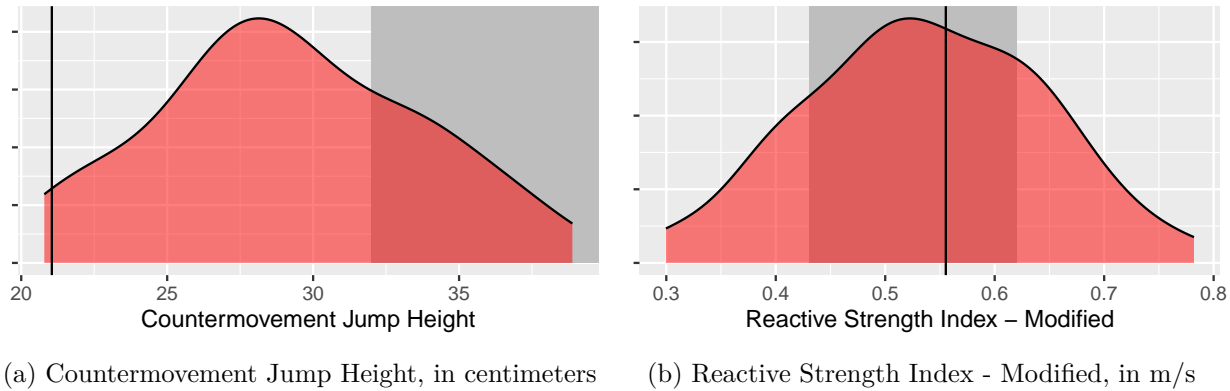 20 25 30 35
Countermovement Jump Height
0.3 0.4 0.5 0.6 0.7 0.8
Reactive Strength Index – Modified
(a) Countermovement Jump Height, in centimeters
(b) Reactive Strength Index - Modified, in m/s